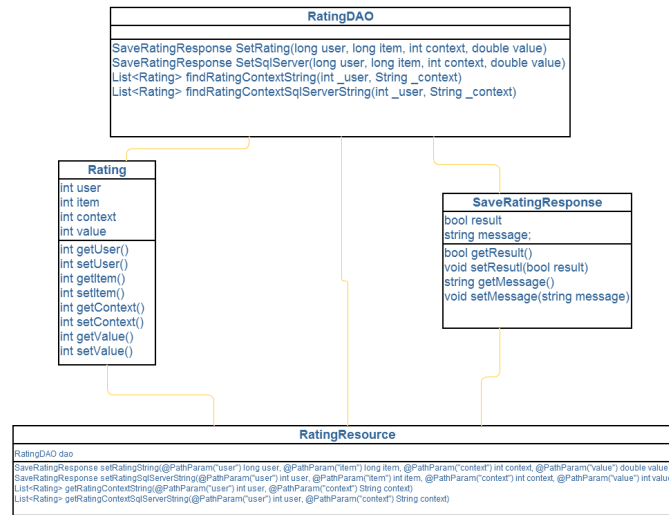 RatingDAO
SaveRatingResponse SetRating(long user, long item, int context, double value)
SaveRatingResponse SetSqlServer(long user, long item, int context, double value)
List<Rating> findRatingContextString(int _user, String _context)
List<Rating> findRatingContextSqlServerString(int _user, String _context)
Rating
int user
int item
int context
int value
int getUser()
int setUser()
int getItem()
int setItem()
int getContext()
int setContext()
int getValue()
int setValue()
SaveRatingResponse
bool result
string message;
bool getResult()
void setResutl(bool result)
string getMessage()
void setMessage(string message)
RatingResource
RatingDAO dao
SaveRatingResponse setRatingString(@PathParam("user") long user, @PathParam("item") long item, @PathParam("context") int context, @PathParam("value") double value
SaveRatingResponse setRatingSqlServerString(@PathParam("user") int user, @PathParam("item") int item, @PathParam("context") int context, @PathParam("value") int value
List<Rating> getRatingContextString(@PathParam("user") int user, @PathParam("context") String context)
List<Rating> getRatingContextSqlServerString(@PathParam("user") int user, @PathParam("context") String context)